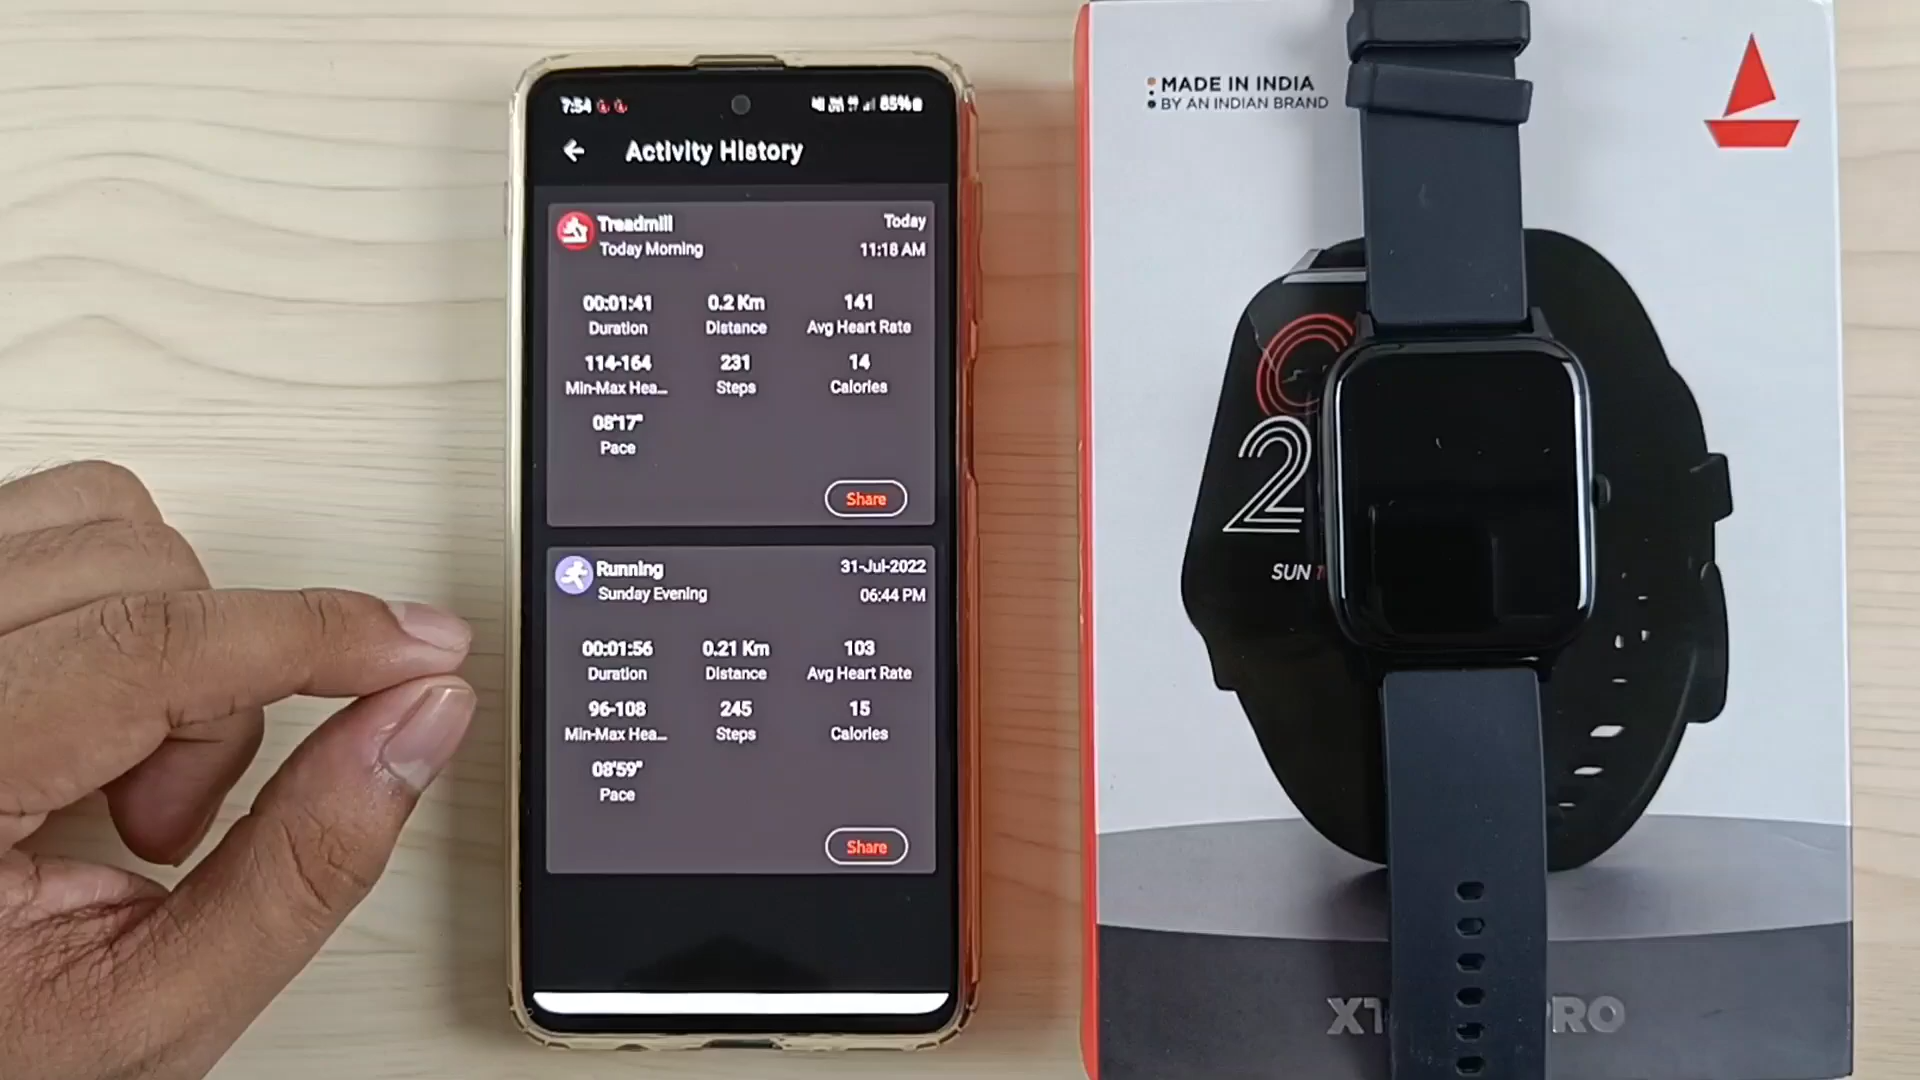 7:54
85%
Activity History
Treadmill
Today
Today Morning
11:18 AM
00:01:41
0.2 Km
141
Duration
Distance
Avg Heart Rate
114-164
231
14
Min-Max Hea...
Steps
Calories
08'17"
Pace
Share
Running
31-Jul-2022
Sunday Evening
06:44 PM
00:01:56
0.21 Km
103
Duration
Distance
Avg Heart Rate
96-108
245
15
Min-Max Hea...
Steps
Calories
08'59"
Pace
Share
MADE IN INDIA
BY AN INDIAN BRAND
2
SUN
PRO